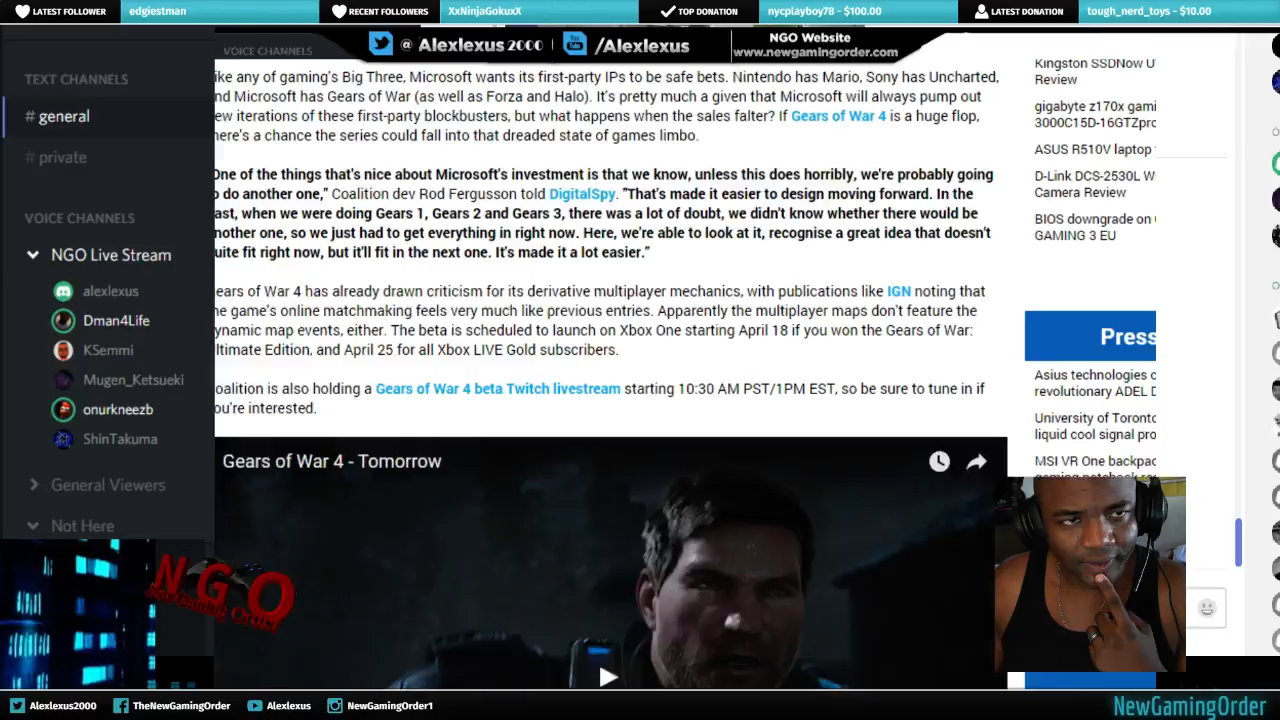 LATEST FOLLOWER
edgiestman
RECENT FOLLOWERS
XxNinjaGokuxX
TOP DONATION
nycplayboy78 - $100.00
LATEST DONATION
tough_nerd_toys - $10.00
@ Alexlexus2000
/Alexlexus
NGO Website
www.newgamingorder.com
VOICE CHANNELS
TEXT CHANNELS
# general
# private
VOICE CHANNELS
NGO Live Stream
alexlexus
Dman4Life
KSemmi
Mugen_Ketsueki
onurkneezb
ShinTakuma
General Viewers
Not Here
ike any of gaming's Big Three, Microsoft wants its first-party IPs to be safe bets. Nintendo has Mario, Sony has Uncharted,
nd Microsoft has Gears of War (as well as Forza and Halo). It's pretty much a given that Microsoft will always pump out
ew iterations of these first-party blockbusters, but what happens when the sales falter? If Gears of War 4 is a huge flop,
here's a chance the series could fall into that dreaded state of games limbo.
One of the things that's nice about Microsoft's investment is that we know, unless this does horribly, we're probably going
o do another one," Coalition dev Rod Fergusson told DigitalSpy. "That's made it easier to design moving forward. In the
ast, when we were doing Gears 1, Gears 2 and Gears 3, there was a lot of doubt, we didn't know whether there would be
nother one, so we just had to get everything in right now. Here, we're able to look at it, recognise a great idea that doesn't
uite fit right now, but it'll fit in the next one. It's made it a lot easier."
ears of War 4 has already drawn criticism for its derivative multiplayer mechanics, with publications like IGN noting that
he game's online matchmaking feels very much like previous entries. Apparently the multiplayer maps don't feature the
ynamic map events, either. The beta is scheduled to launch on Xbox One starting April 18 if you won the Gears of War:
ltimate Edition, and April 25 for all Xbox LIVE Gold subscribers.
oalition is also holding a Gears of War 4 beta Twitch livestream starting 10:30 AM PST/1PM EST, so be sure to tune in if
ou're interested.
Gears of War 4 - Tomorrow
Kingston SSDNow U
Review
gigabyte z170x gami
3000C15D-16GTZpro
ASUS R510V laptop
D-Link DCS-2530L W
Camera Review
BIOS downgrade on
GAMING 3 EU
Press
Asius technologies
revolutionary ADEL D
University of Toronto
liquid cool signal pro
MSI VR One backpac
NGO
Alexlexus2000
TheNewGamingOrder
Alexlexus
NewGamingOrder1
NewGamingOrder